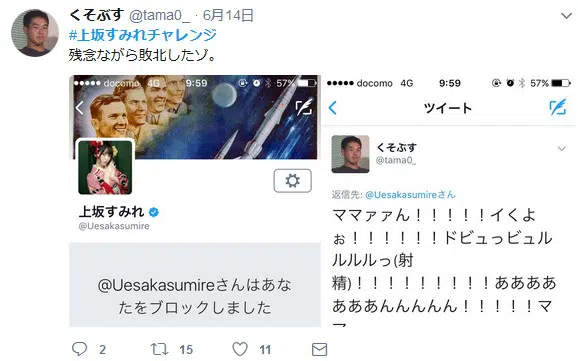 くそぶす @tama0_ · 6月14日
#上坂すみれチャレンジ
残念ながら敗北したゾ。
docomo 4G 9:59 57%
上坂すみれ
@Uesakasumire
@Uesakasumireさんはあな
たをブロックしました
docomo 4G 9:59 57%
ツイート
くそぶす
@tama0_
返信先: @Uesakasumireさん
ママァァん！！！！！イくよ
ぉ！！！！！！ドビュっビュル
ルルルルっ(射
精)！！！！！！！！！ああああ
あああんんんんん！！！！！マ
マ
2 15 11